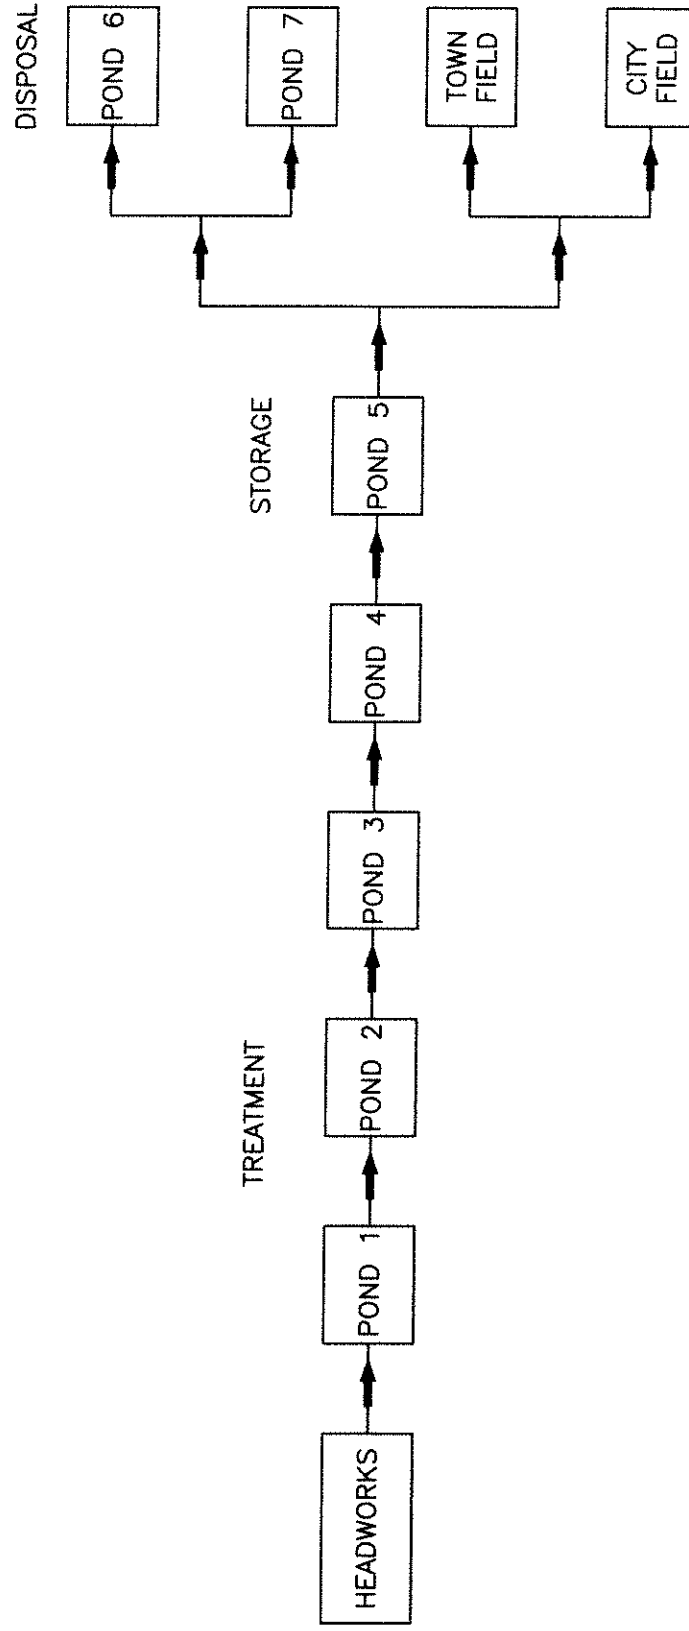 HEADWORKS
POND 1
TREATMENT
POND 2
POND 3
POND 4
STORAGE
POND 5
DISPOSAL
POND 6
POND 7
TOWN
FIELD
CITY
FIELD